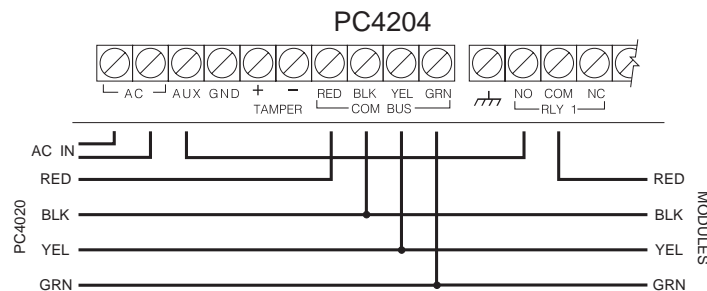 PC4204
AC AUX GND + − RED BLK YEL GRN NO COM NC
TAMPER COM BUS RLY 1
AC IN
RED RED
PC4020 BLK BLK MODULES
YEL YEL
GRN GRN